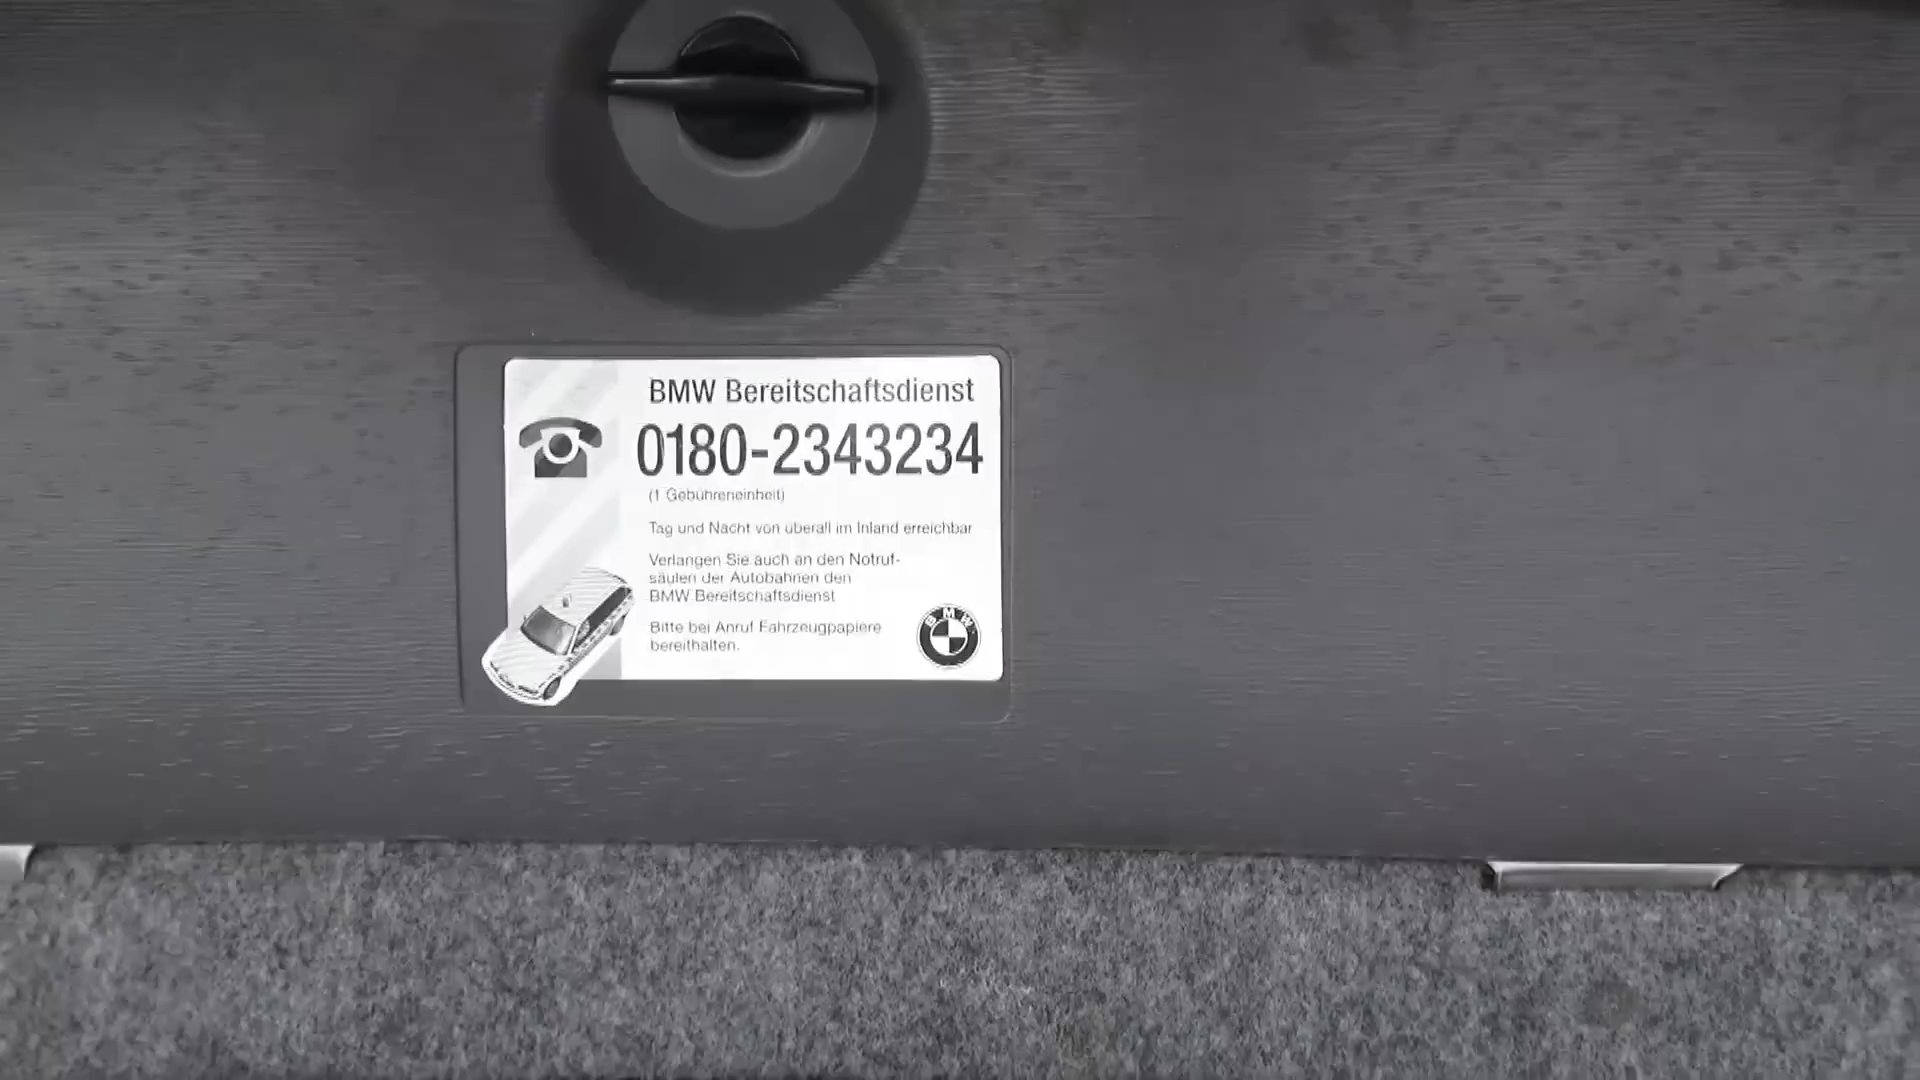 BMW Bereitschaftsdienst
0180-2343234
(1 Gebühreneinheit)
Tag und Nacht von überall im Inland erreichbar
Verlangen Sie auch an den Notruf-
säulen der Autobahnen den
BMW Bereitschaftsdienst
Bitte bei Anruf Fahrzeugpapiere
bereithalten.
BMW